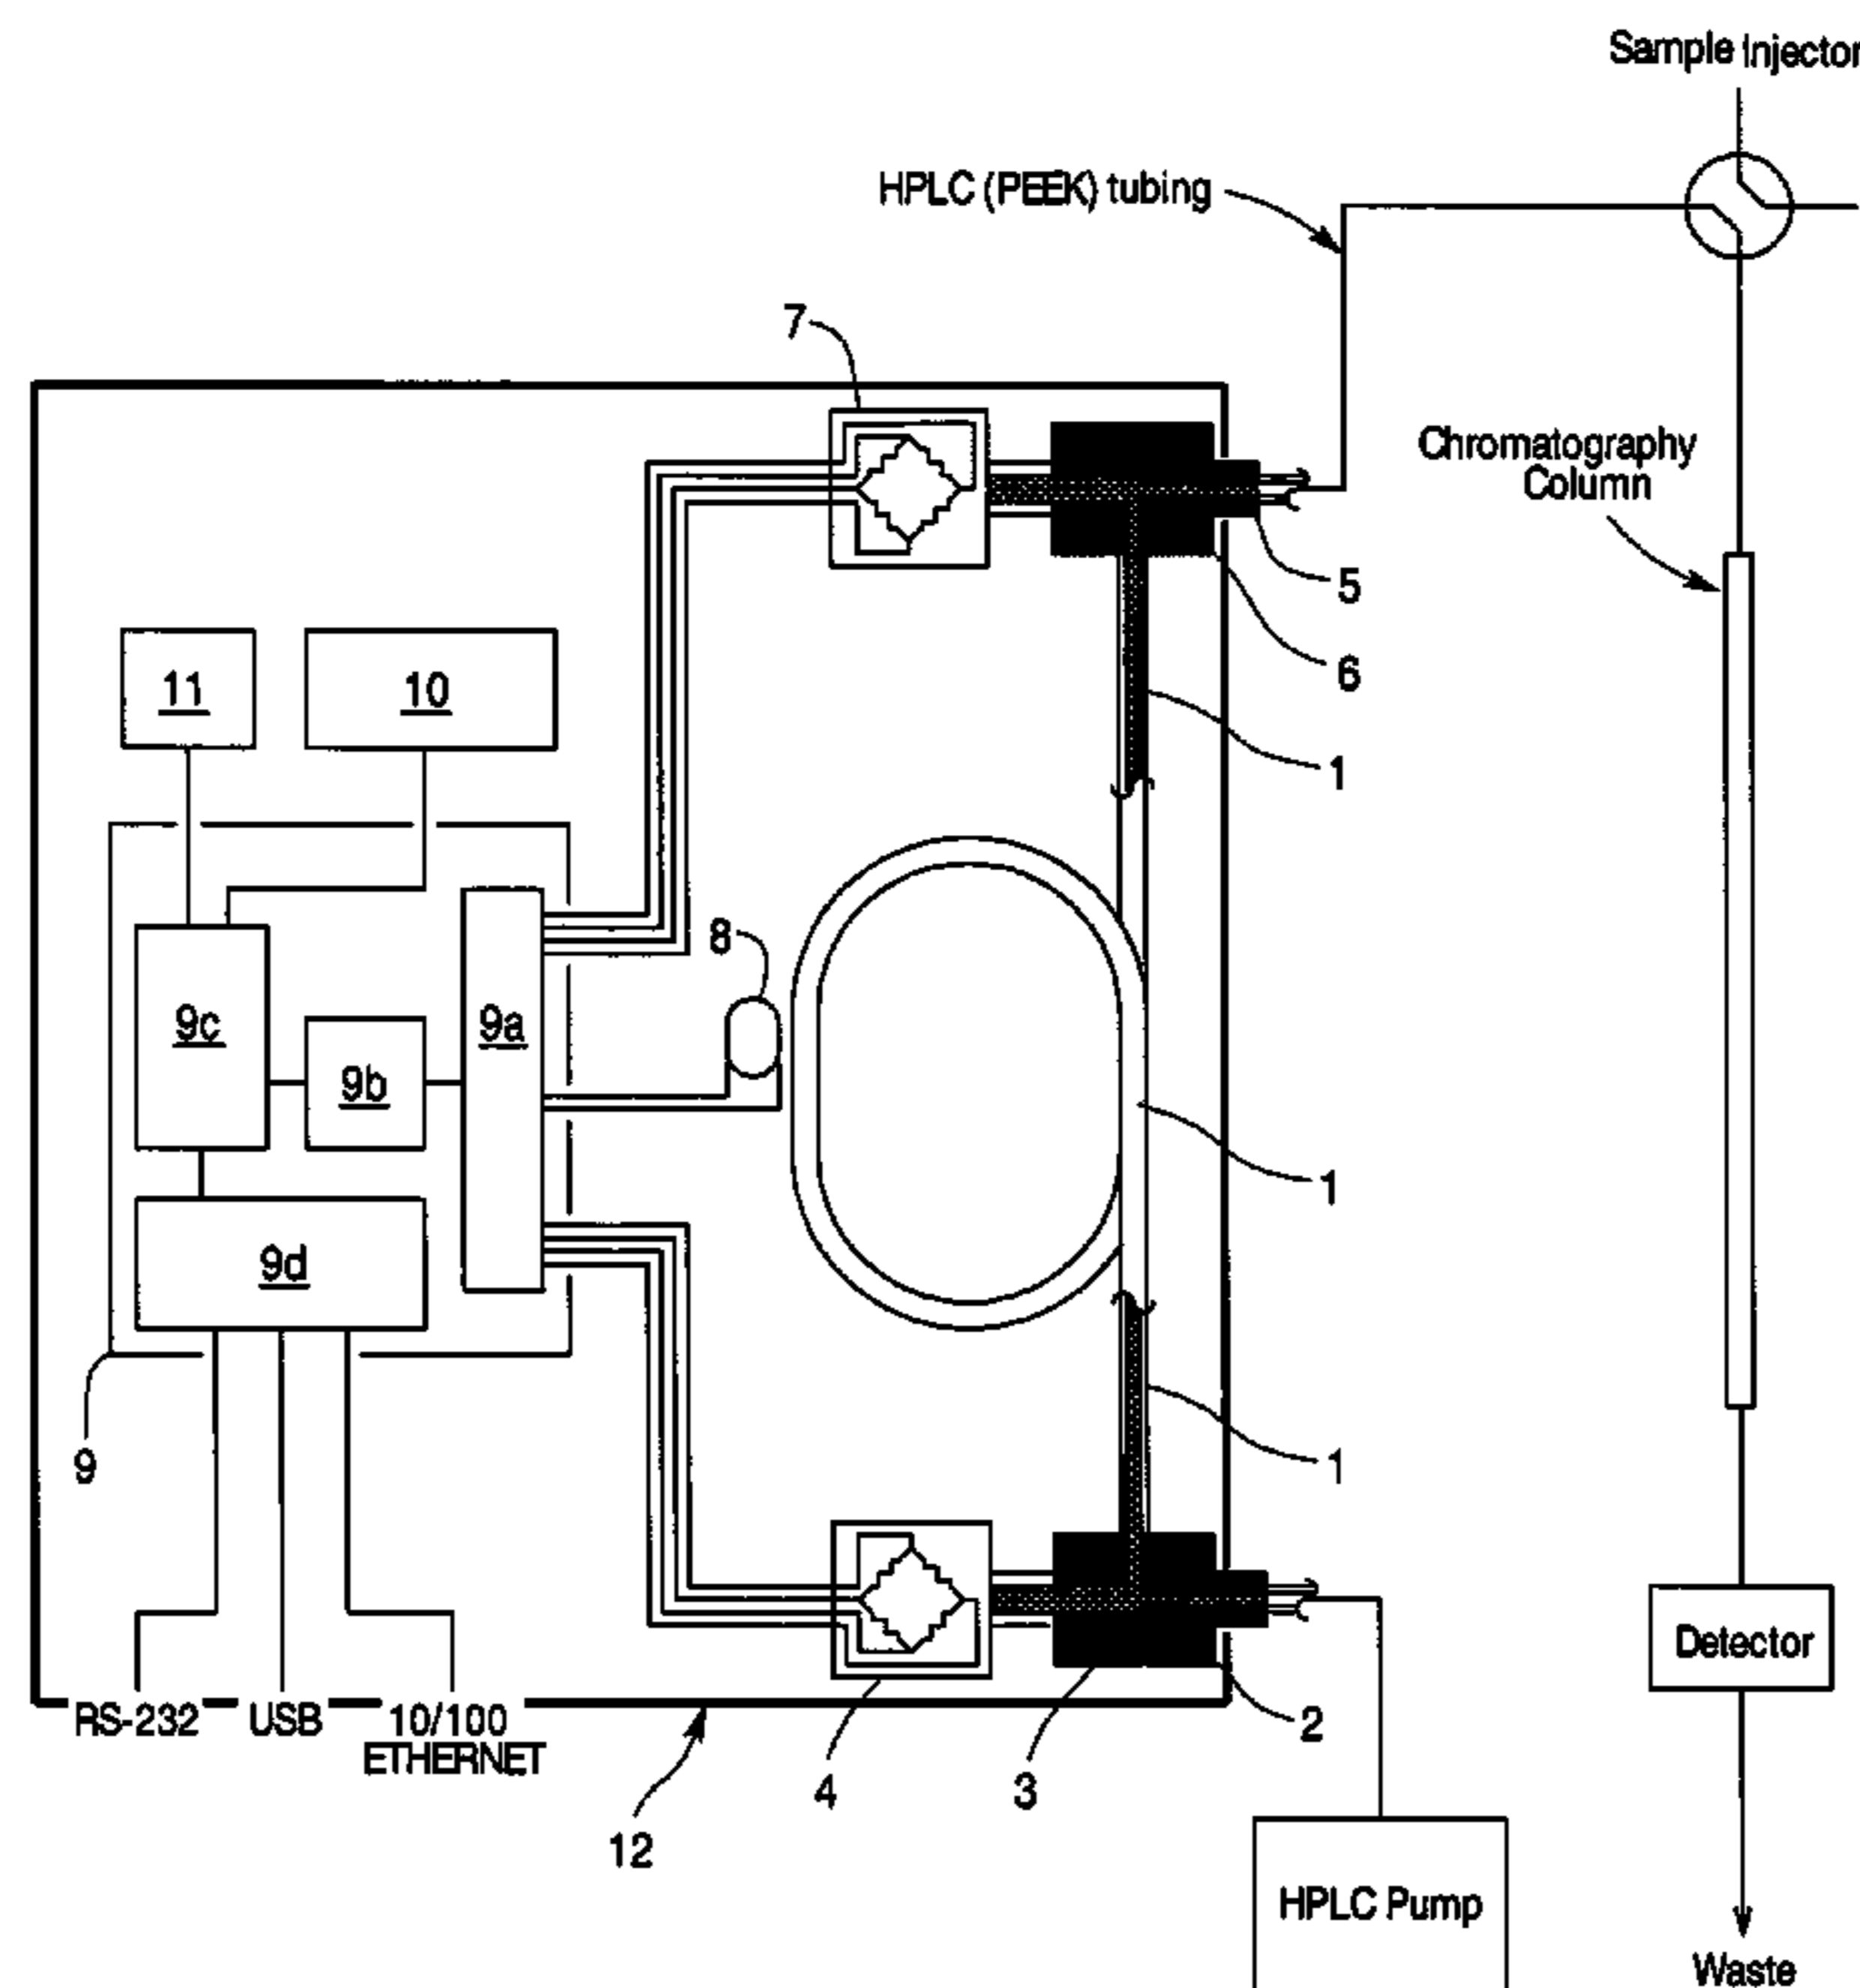 Sample Injector
HPLC (PEEK) tubing
7
Chromatography
Column
5
6
11
10
1
8
9c
9a
9b
1
9d
9
1
RS-232
USB
10/100
ETHERNET
12
4
3
2
Detector
HPLC Pump
Waste